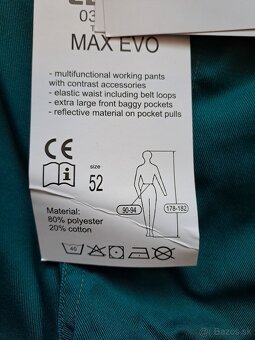 03
MAX EVO
- multifunctional working pants
with contrast accessories
- elastic waist including belt loops
- extra large front baggy pockets
- reflective material on pocket pulls
CE
i
size
52
90-94
178-182
Material:
80% polyester
20% cotton
40
bazos.sk